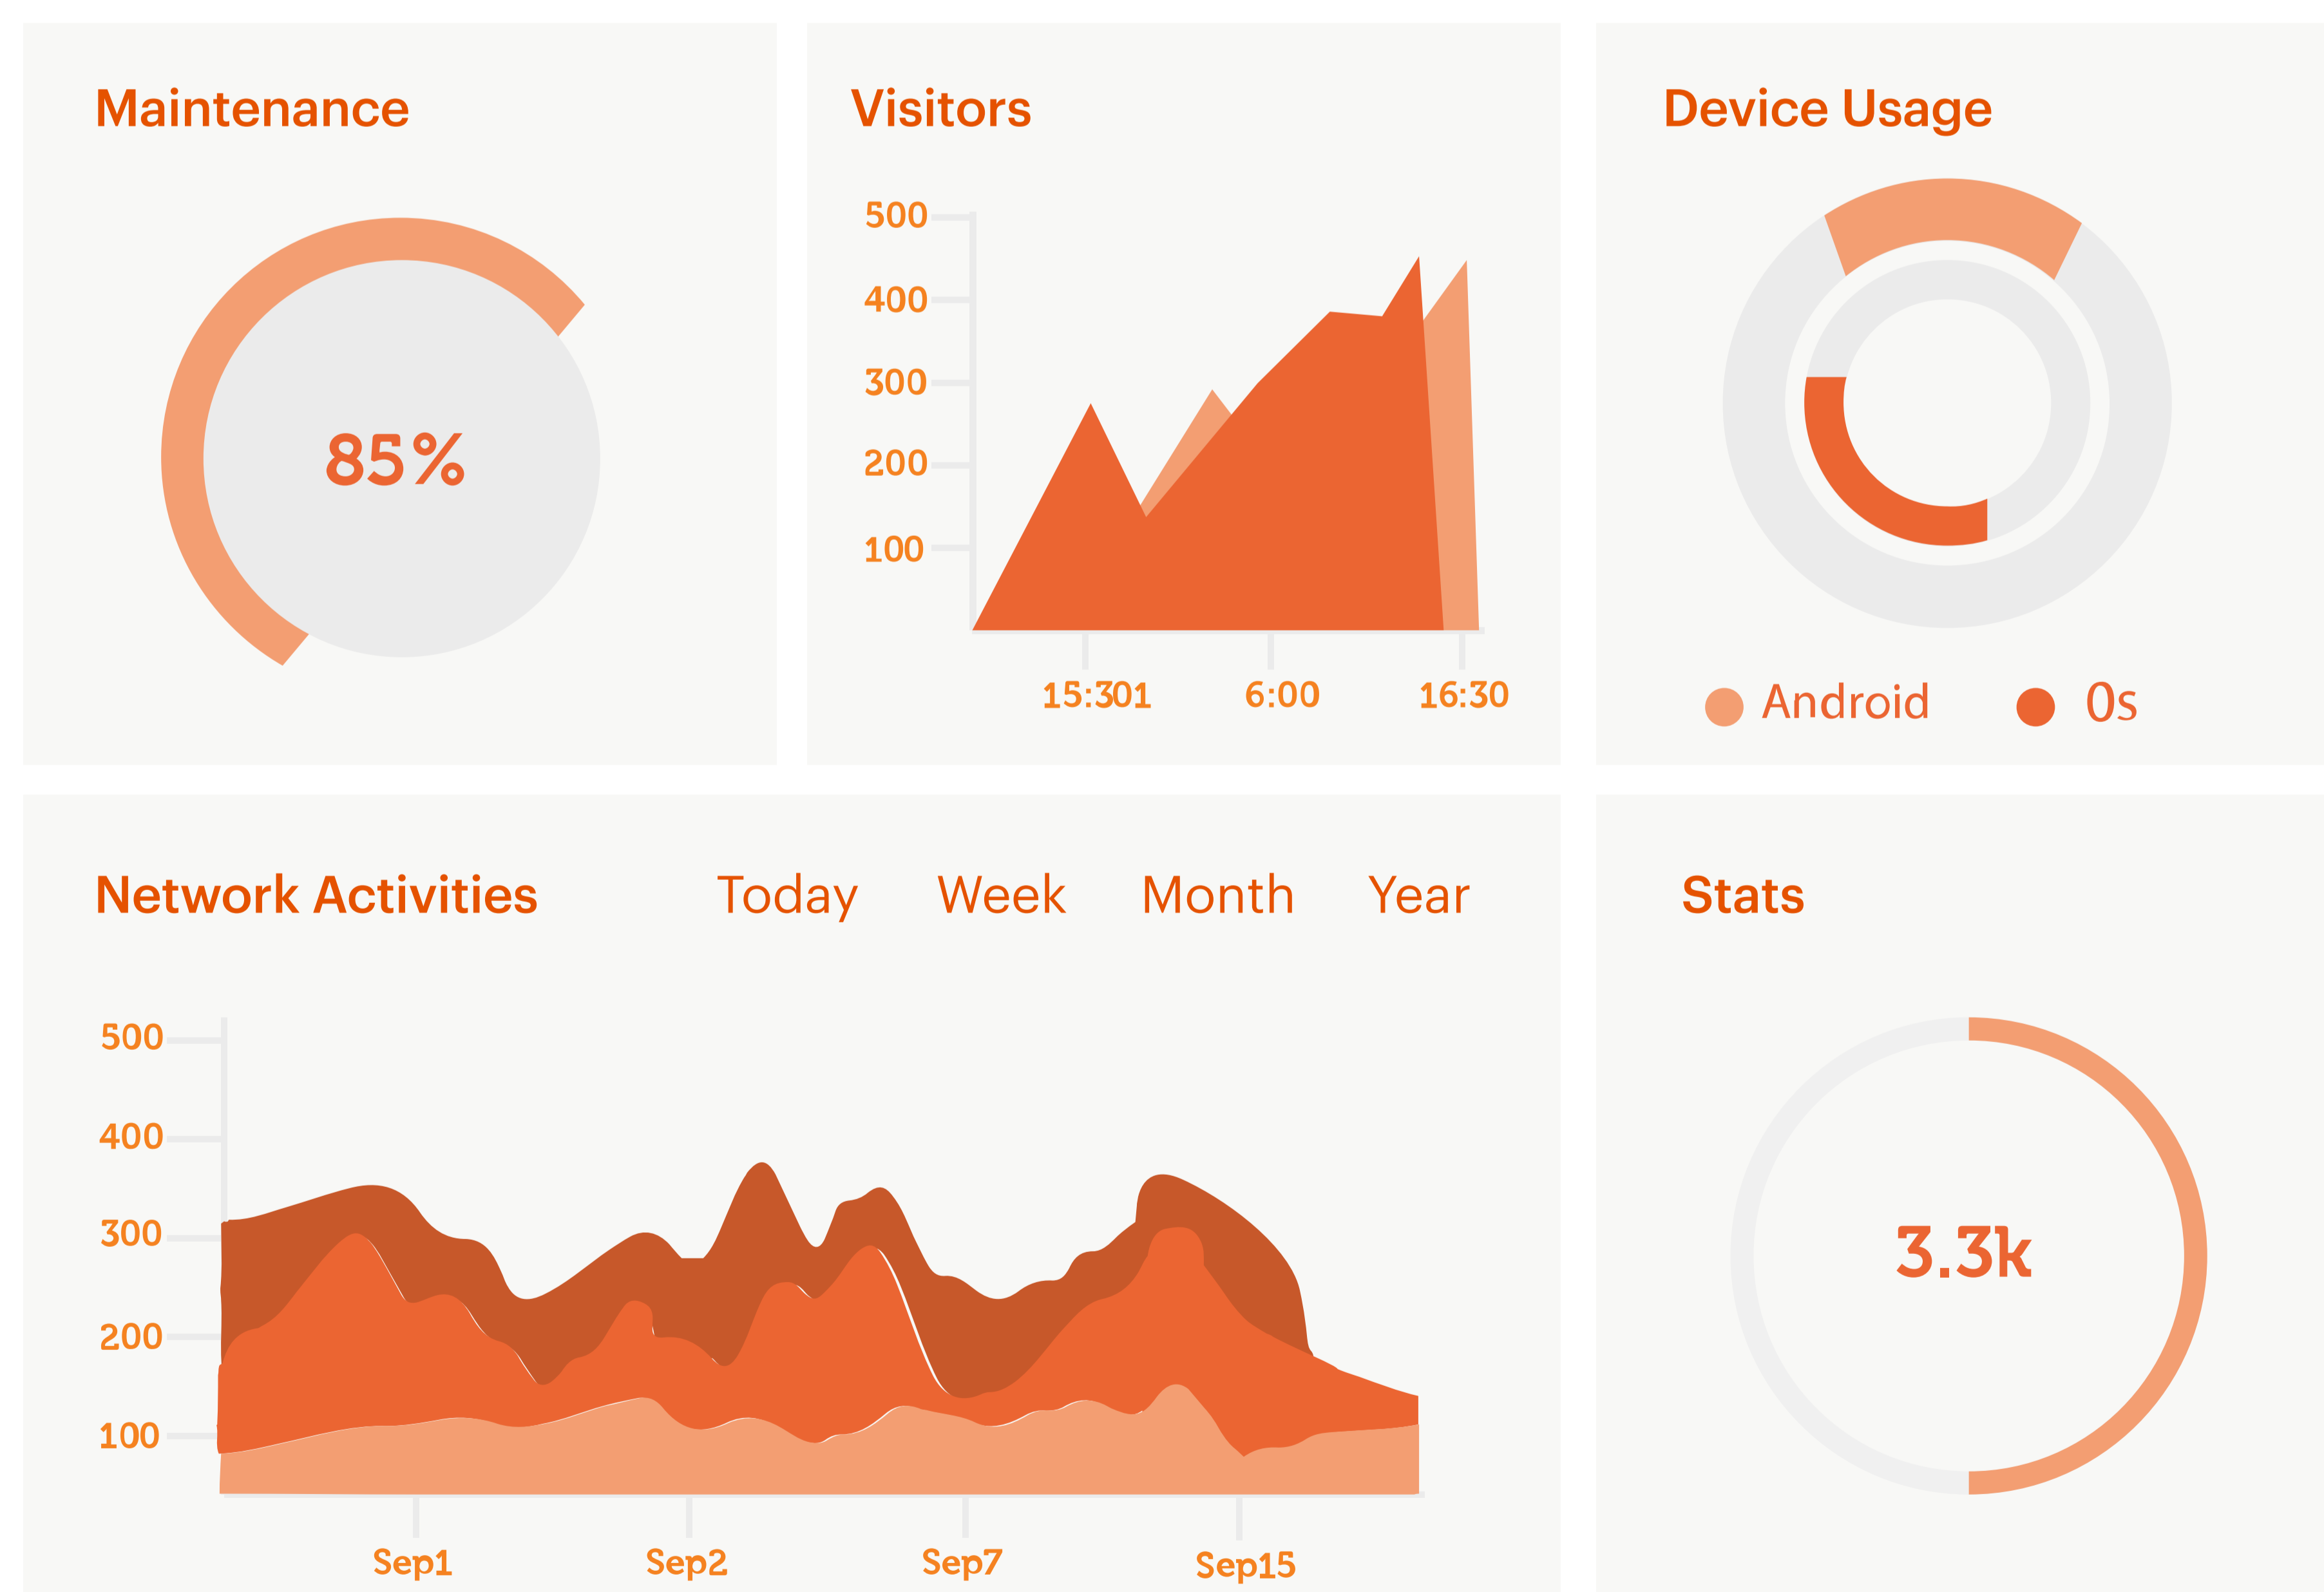 Maintenance
85%
Visitors
500
400
300
200
100
15:301 6:00 16:30
Device Usage
Android 0s
Network Activities Today Week Month Year
500
400
300
200
100
Sep1 Sep2 Sep7 Sep15
Stats
3.3k